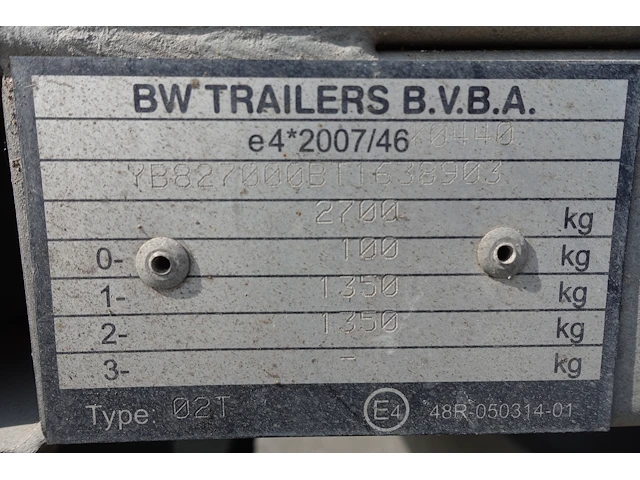 BW TRAILERS B.V.B.A.
e4*2007/46*0440
YB827000BT1638903
2700 kg
0- 100 kg
1- 1350 kg
2- 1350 kg
3- - kg
Type: 02T E4 48R-050314-01